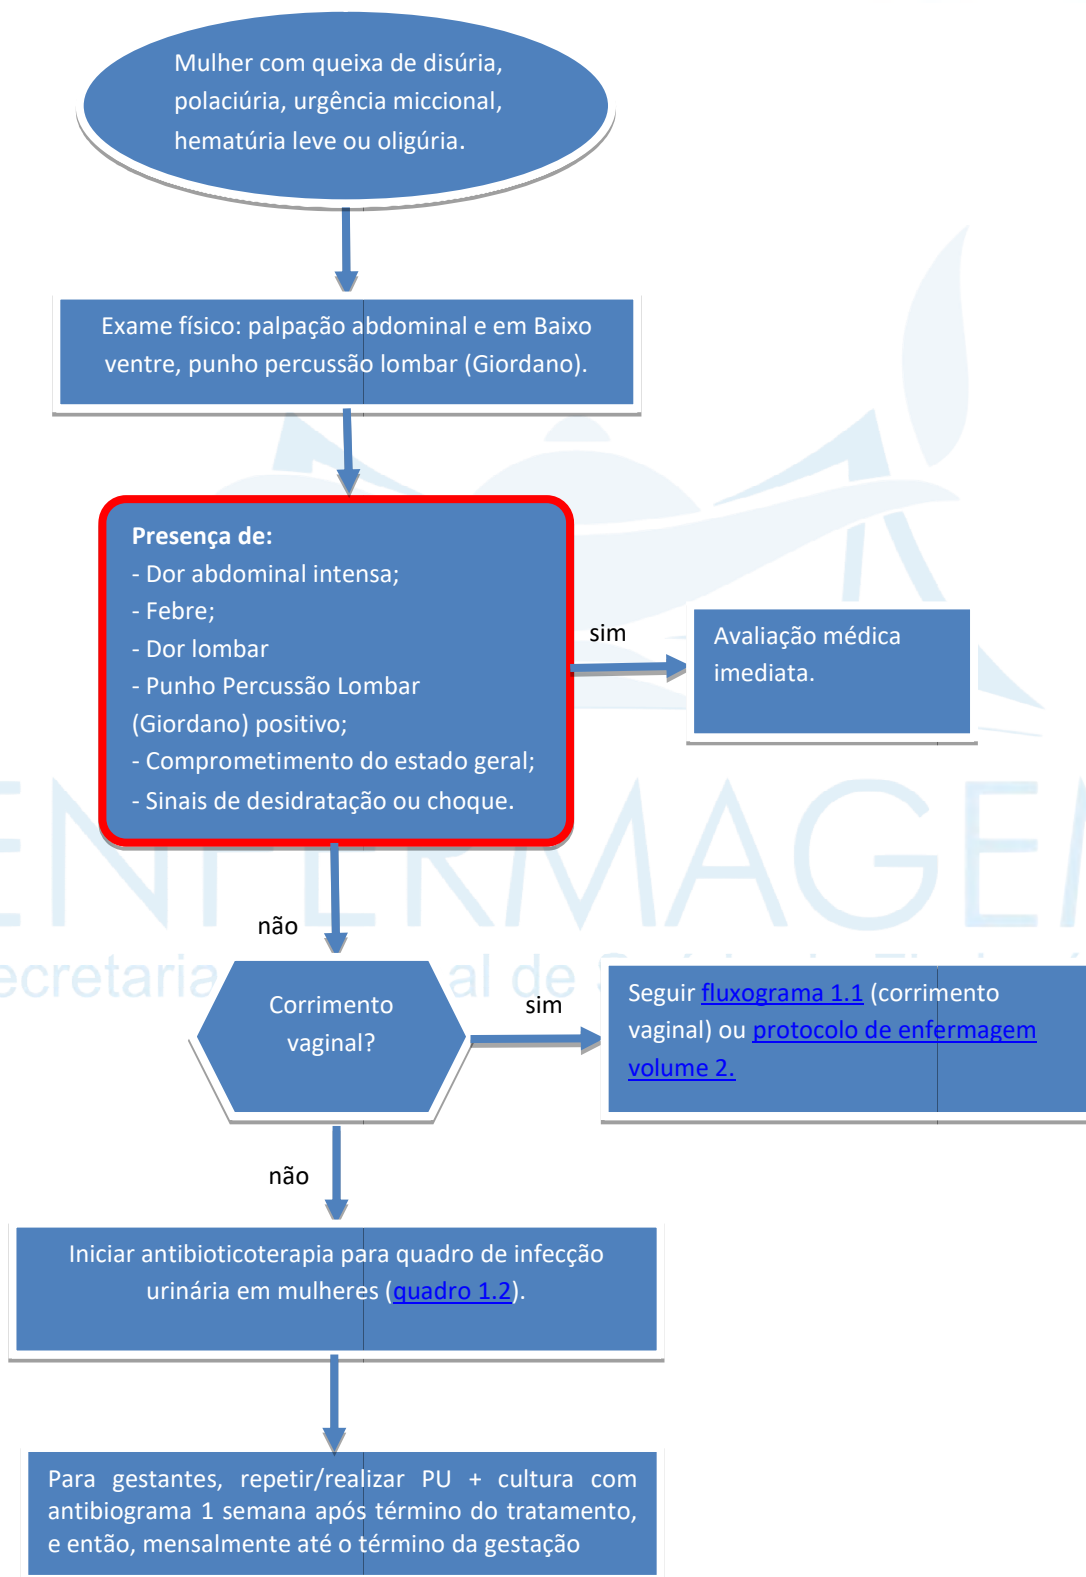 Mulher com queixa de disúria,
polaciúria, urgência miccional,
hematúria leve ou oligúria.
Exame físico: palpação abdominal e em Baixo
ventre, punho percussão lombar (Giordano).
Presença de:
- Dor abdominal intensa;
- Febre;
- Dor lombar
- Punho Percussão Lombar
(Giordano) positivo;
- Comprometimento do estado geral;
- Sinais de desidratação ou choque.
sim
Avaliação médica
imediata.
ENFERMAGEM
não
Corrimento
vaginal?
sim
Seguir fluxograma 1.1 (corrimento
vaginal) ou protocolo de enfermagem
volume 2.
não
Iniciar antibioticoterapia para quadro de infecção
urinária em mulheres (quadro 1.2).
Para gestantes, repetir/realizar PU + cultura com
antibiograma 1 semana após término do tratamento,
e então, mensalmente até o término da gestação